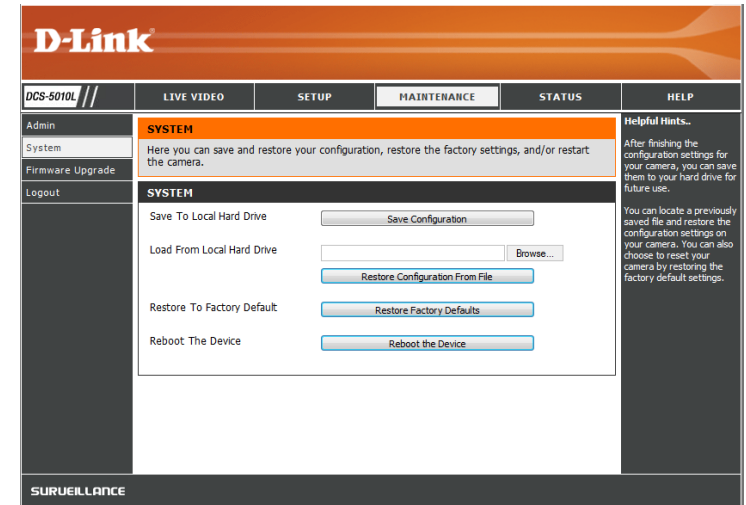 D-Link
DCS-5010L
LIVE VIDEO
SETUP
MAINTENANCE
STATUS
HELP
Admin
System
Firmware Upgrade
Logout
SYSTEM
Here you can save and restore your configuration, restore the factory settings, and/or restart
the camera.
SYSTEM
Save To Local Hard Drive
Save Configuration
Load From Local Hard Drive
Browse...
Restore Configuration From File
Restore To Factory Default
Restore Factory Defaults
Reboot The Device
Reboot the Device
Helpful Hints..
After finishing the
configuration settings for
your camera, you can save
them to your hard drive for
future use.
You can locate a previously
saved file and restore the
configuration settings on
your camera. You can also
choose to reset your
camera by restoring the
factory default settings.
SURVEILLANCE